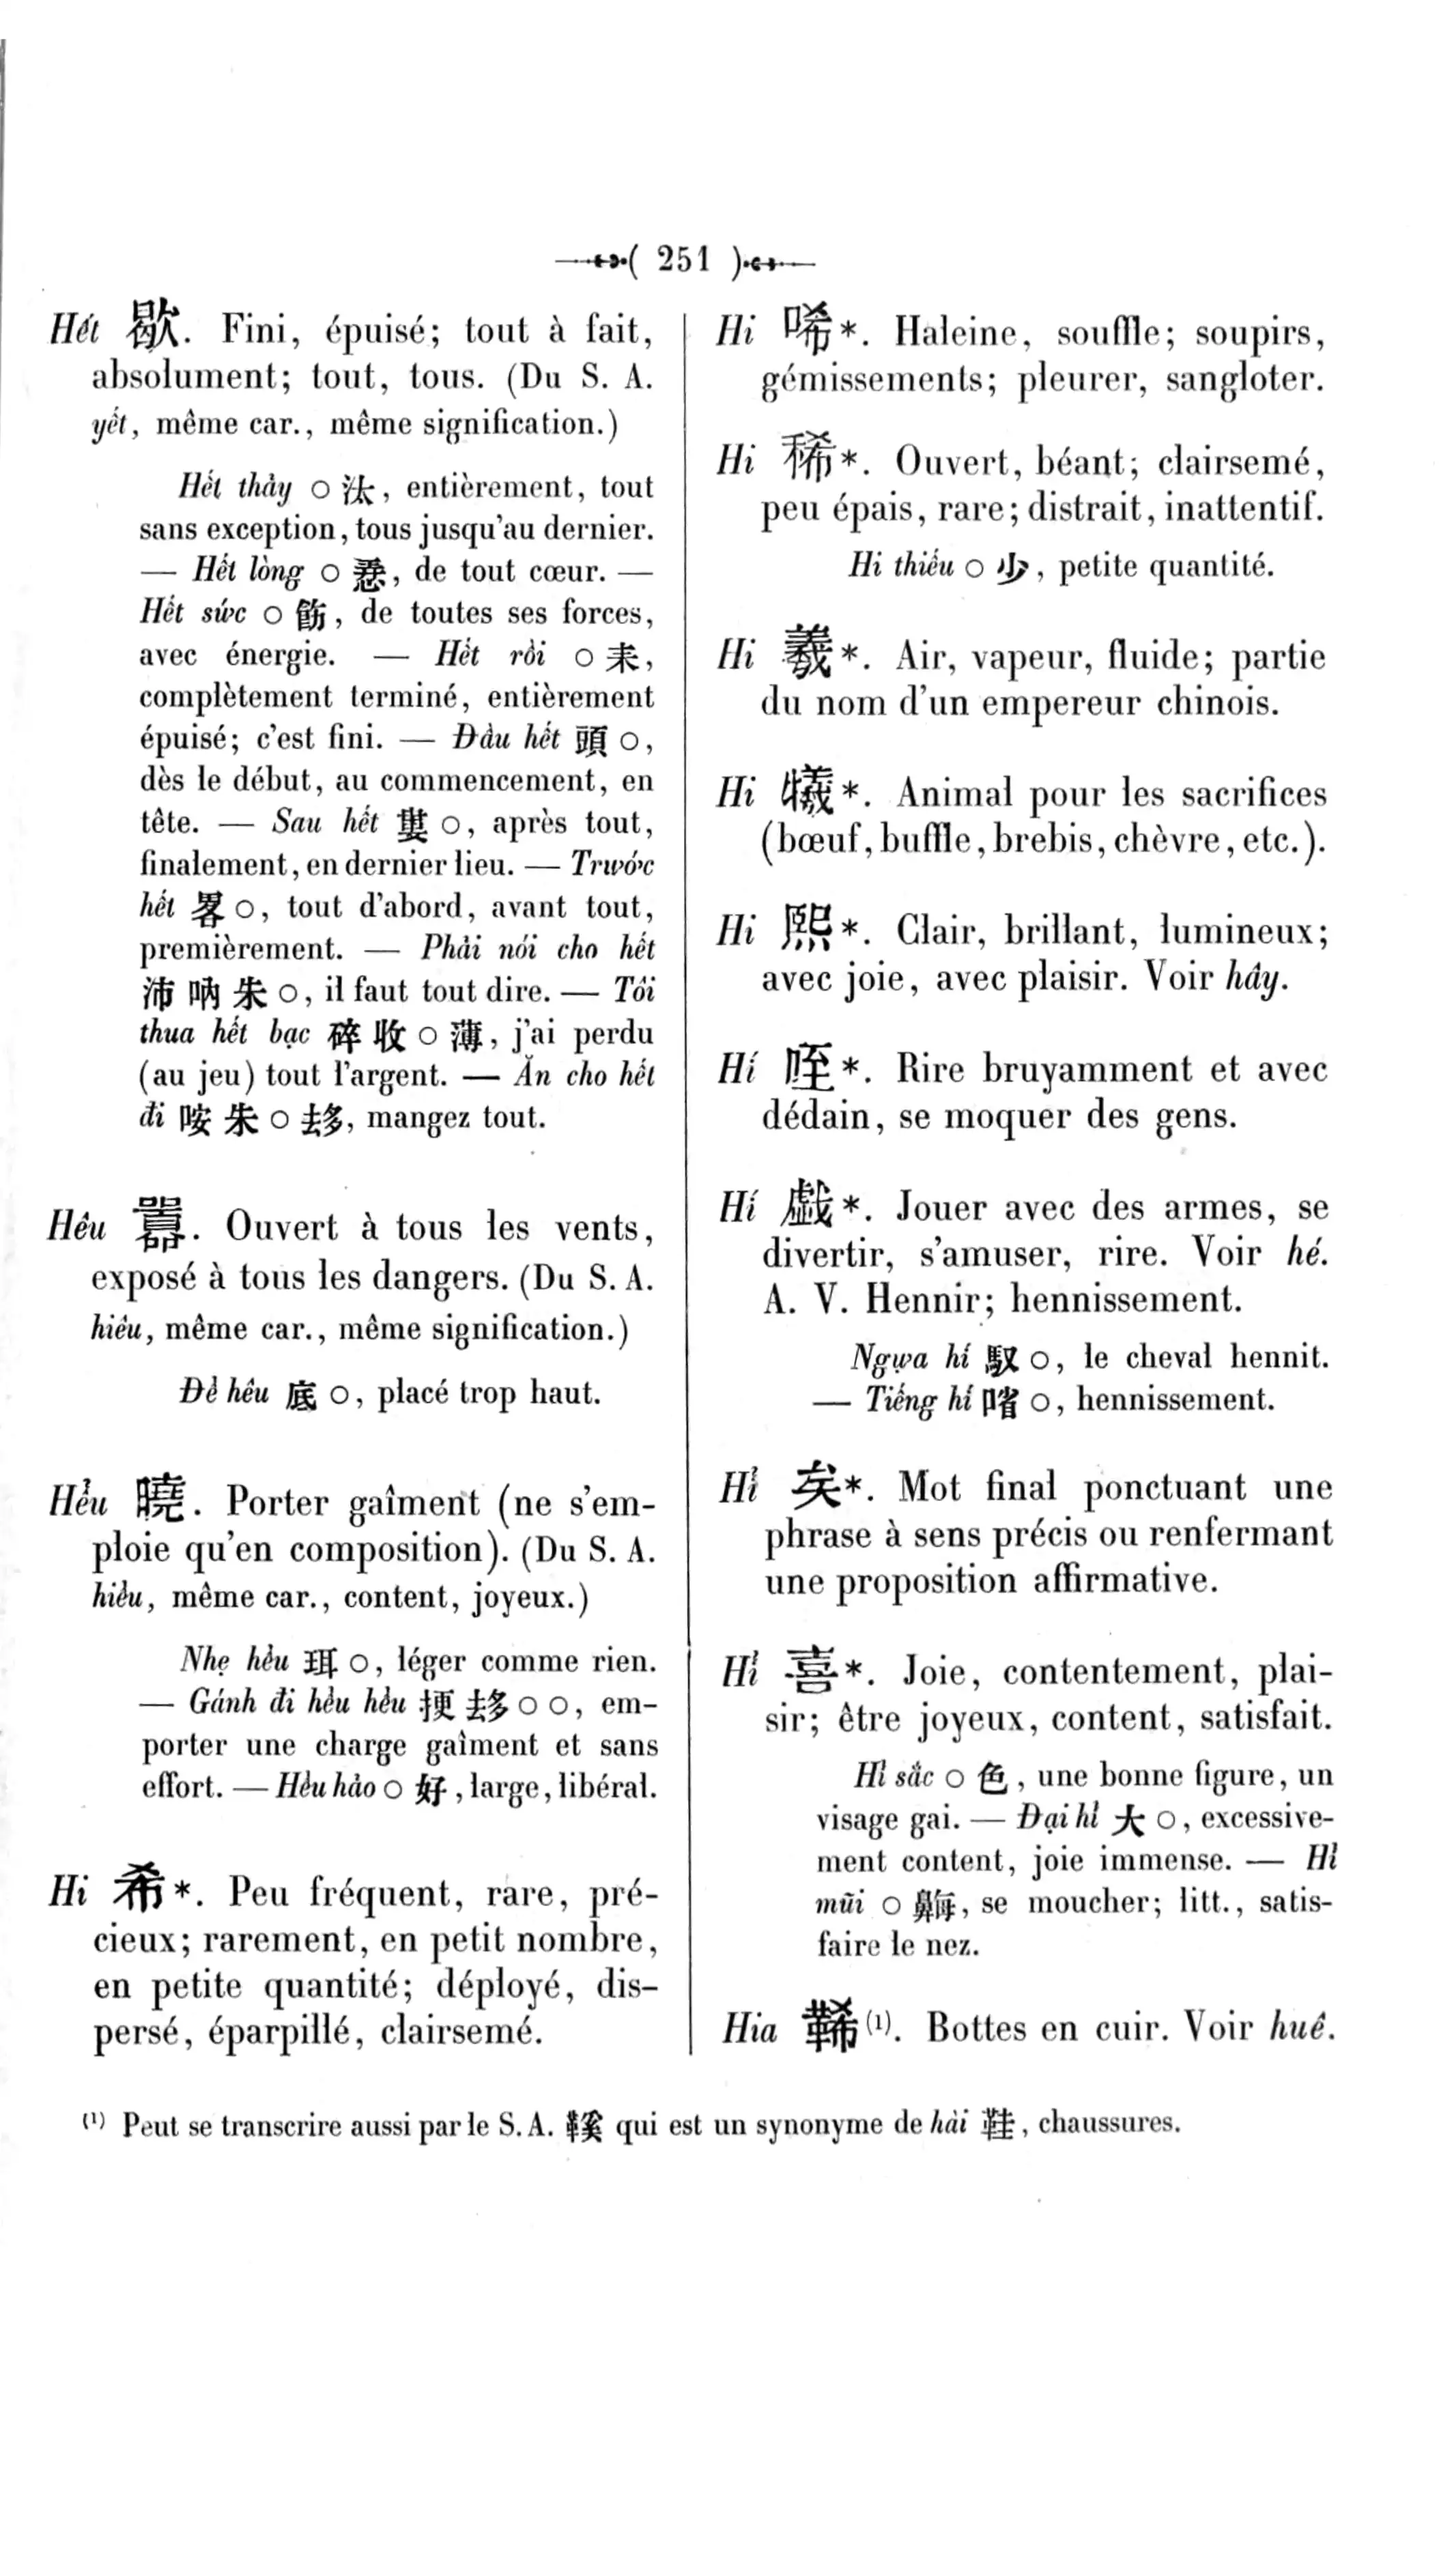 ( 251 )
Hết 歇. Fini, épuisé; tout à fait,
absolument; tout, tous. (Du S. A.
yết, même car., même signification.)
Hết thảy ○ 汰, entièrement, tout
sans exception, tous jusqu'au dernier.
— Hết lòng ○, de tout cœur. —
Hết sức ○ 飭, de toutes ses forces,
avec énergie. — Hết rồi ○ 耒,
complètement terminé, entièrement
épuisé; c'est fini. — Đầu hết 頭 ○,
dès le début, au commencement, en
tête. — Sau hết ○, après tout,
finalement, en dernier lieu. — Trước
hết 畧 ○, tout d'abord, avant tout,
premièrement. — Phải nói cho hết
沛 吶 朱 ○, il faut tout dire. — Tôi
thua hết bạc 碎 收 ○ 薄, j'ai perdu
(au jeu) tout l'argent. — Ăn cho hết
đi 咹 朱 ○ 𠫾, mangez tout.
Hêu 囂. Ouvert à tous les vents,
exposé à tous les dangers. (Du S. A.
hiêu, même car., même signification.)
Đề hêu 底 ○, placé trop haut.
Hểu 曉. Porter gaîment (ne s'em-
ploie qu'en composition). (Du S. A.
hiểu, même car., content, joyeux.)
Nhẹ hểu 珥 ○, léger comme rien.
— Gánh đi hểu hểu 挭 𠫾 ○ ○, em-
porter une charge gaîment et sans
effort. — Hểu hảo ○ 好, large, libéral.
Hi 希*. Peu fréquent, rare, pré-
cieux; rarement, en petit nombre,
en petite quantité; déployé, dis-
persé, éparpillé, clairsemé.
Hi 唏*. Haleine, souffle; soupirs,
gémissements; pleurer, sangloter.
Hi 稀*. Ouvert, béant; clairsemé,
peu épais, rare; distrait, inattentif.
Hi thiểu ○ 少, petite quantité.
Hi 羲*. Air, vapeur, fluide; partie
du nom d'un empereur chinois.
Hi 犧*. Animal pour les sacrifices
(bœuf, buffle, brebis, chèvre, etc.).
Hi 熙*. Clair, brillant, lumineux;
avec joie, avec plaisir. Voir hây.
Hí 咥*. Rire bruyamment et avec
dédain, se moquer des gens.
Hí 戱*. Jouer avec des armes, se
divertir, s'amuser, rire. Voir hé.
A. V. Hennir; hennissement.
Ngựa hí 馭 ○, le cheval hennit.
— Tiếng hí 㗂 ○, hennissement.
Hỉ 矣*. Mot final ponctuant une
phrase à sens précis ou renfermant
une proposition affirmative.
Hỉ 喜*. Joie, contentement, plai-
sir; être joyeux, content, satisfait.
Hỉ sắc ○ 色, une bonne figure, un
visage gai. — Đại hỉ 大 ○, excessive-
ment content, joie immense. — Hỉ
mũi ○ 𪖫, se moucher; litt., satis-
faire le nez.
Hia 鞿 (1). Bottes en cuir. Voir huê.
(1) Peut se transcrire aussi par le S. A. 鞵 qui est un synonyme de hài 鞋, chaussures.